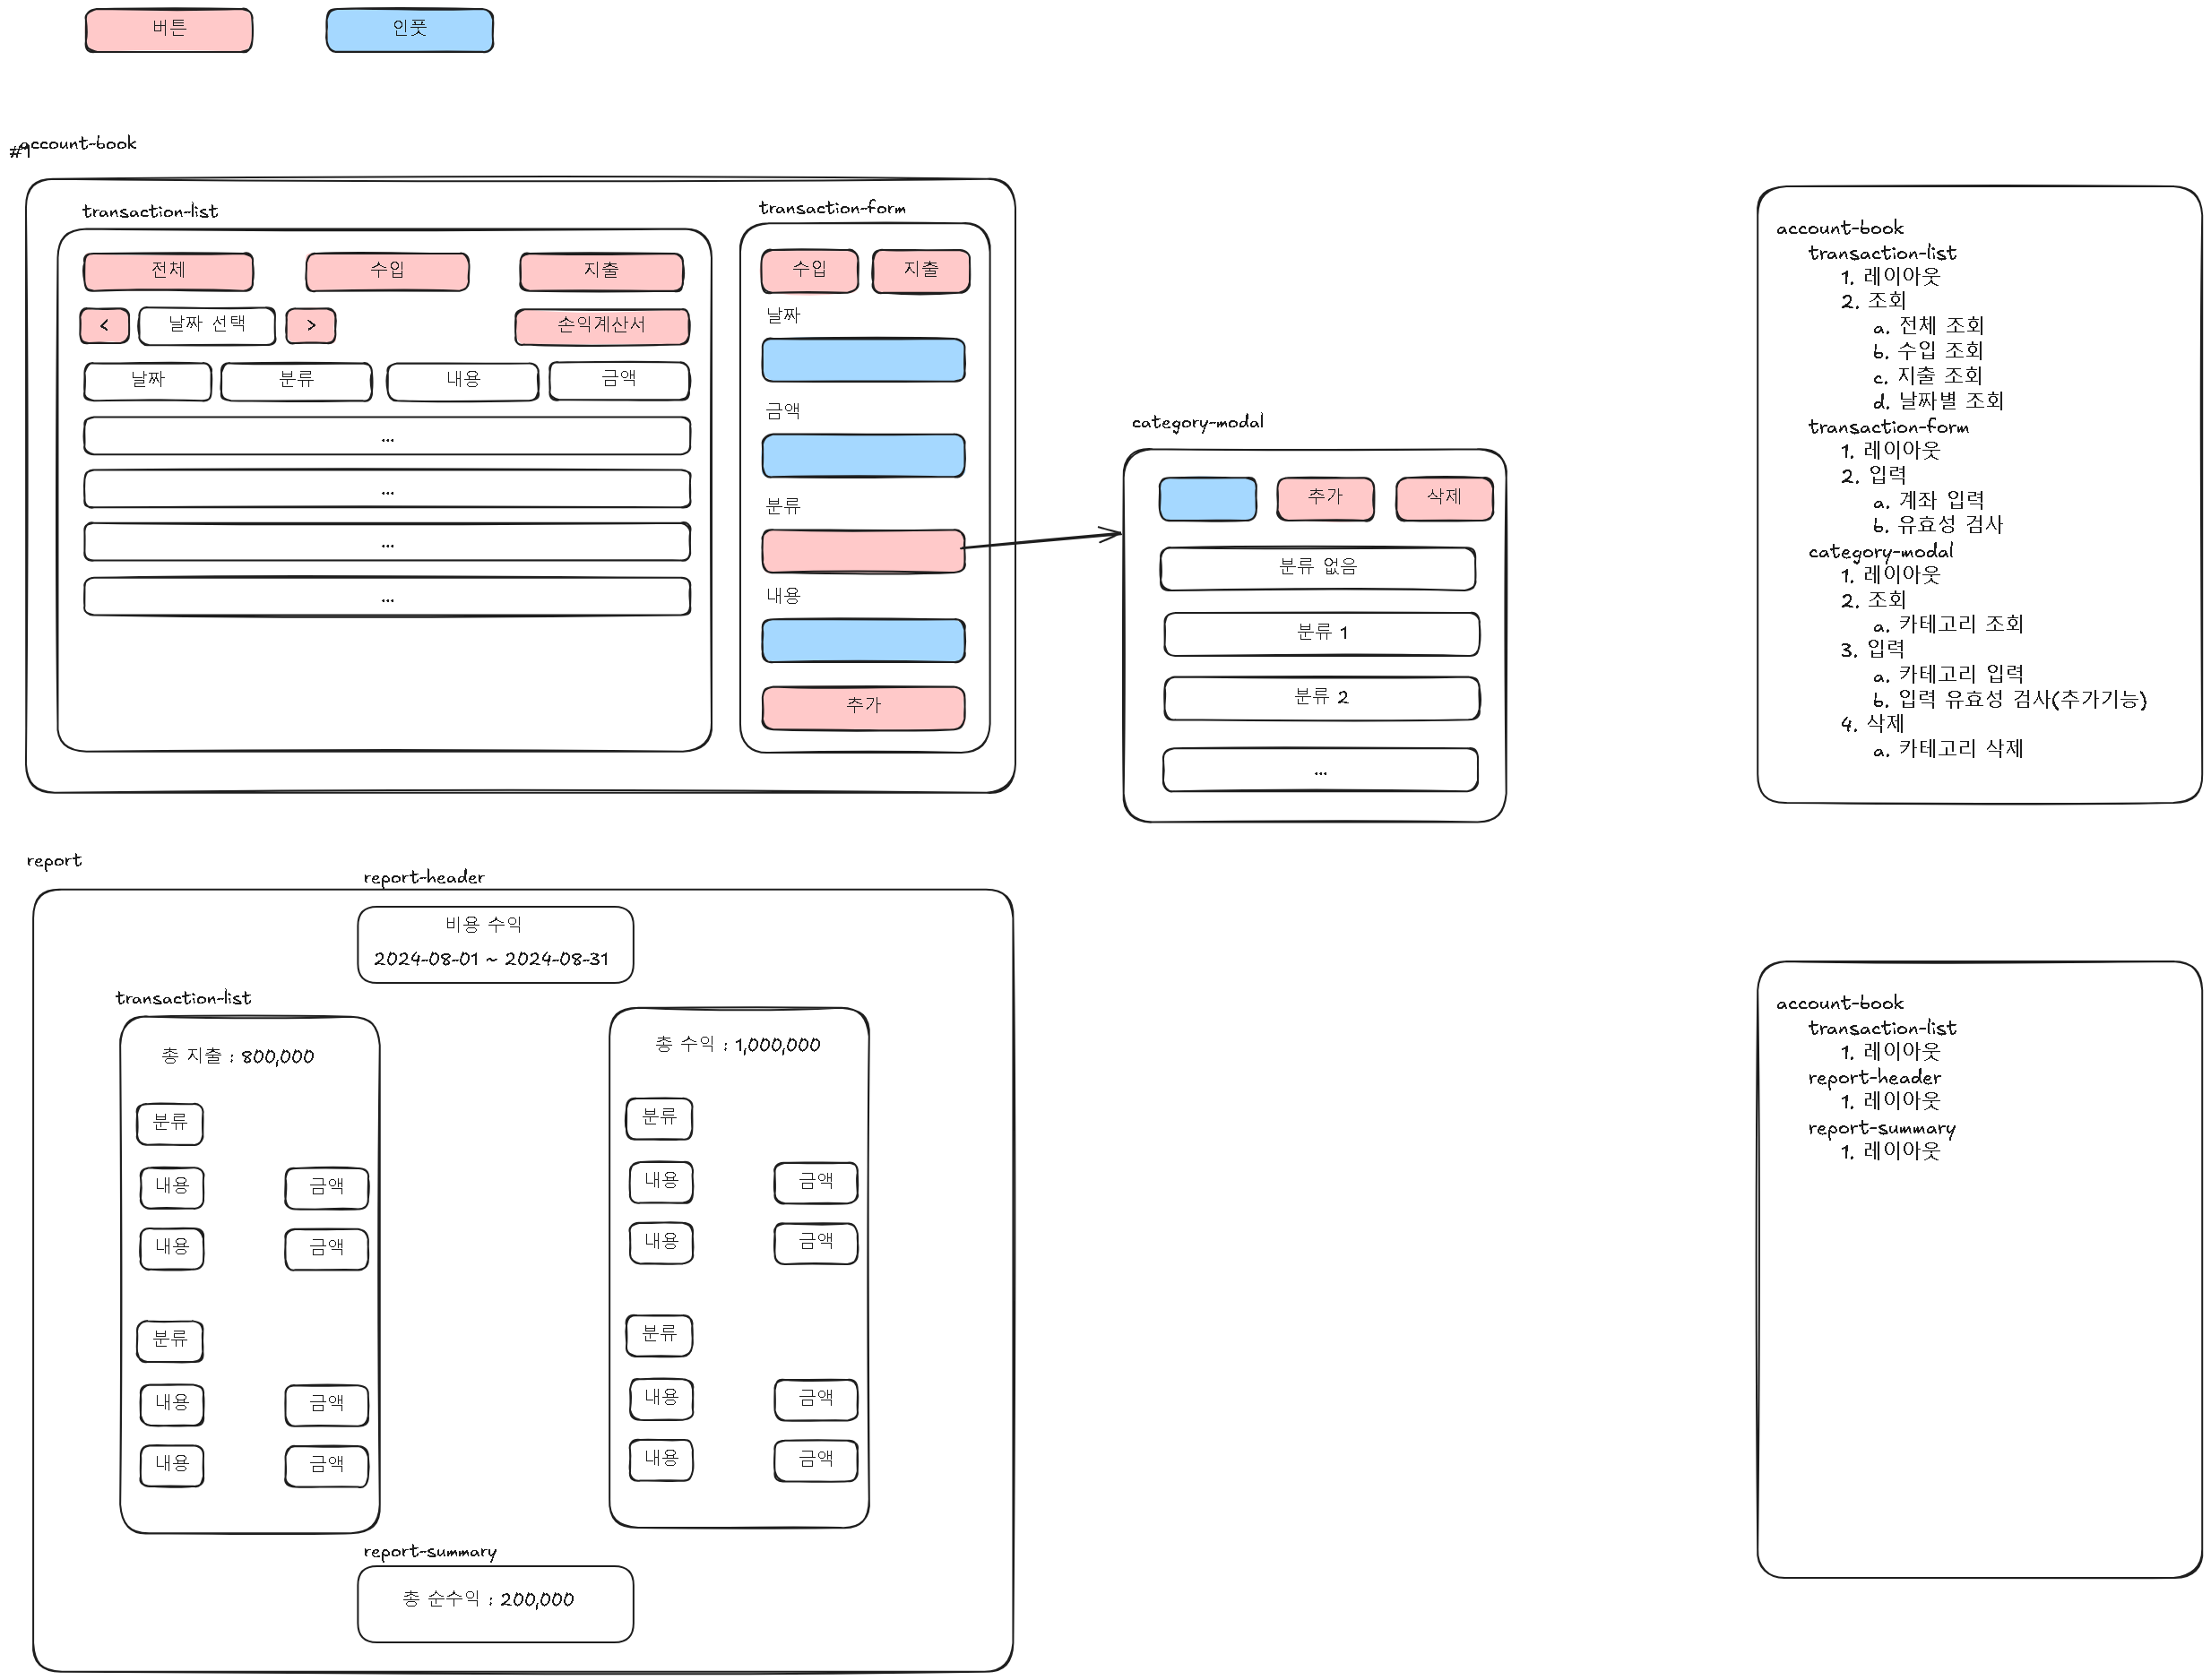 버튼
인풋
#1
account-book
transaction-list
전체
수입
지출
<
날짜 선택
>
손익계산서
날짜
분류
내용
금액
...
...
...
...
transaction-form
수입
지출
날짜
금액
분류
내용
추가
category-modal
추가
삭제
분류 없음
분류 1
분류 2
...
account-book
transaction-list
1. 레이아웃
2. 조회
a. 전체 조회
b. 수입 조회
c. 지출 조회
d. 날짜별 조회
transaction-form
1. 레이아웃
2. 입력
a. 계좌 입력
b. 유효성 검사
category-modal
1. 레이아웃
2. 조회
a. 카테고리 조회
3. 입력
a. 카테고리 입력
b. 입력 유효성 검사(추가기능)
4. 삭제
a. 카테고리 삭제
report
report-header
비용 수익
2024-08-01 ~ 2024-08-31
transaction-list
총 지출 : 800,000
분류
내용
금액
내용
금액
분류
내용
금액
내용
금액
총 수익 : 1,000,000
분류
내용
금액
내용
금액
분류
내용
금액
내용
금액
report-summary
총 순수익 : 200,000
account-book
transaction-list
1. 레이아웃
report-header
1. 레이아웃
report-summary
1. 레이아웃